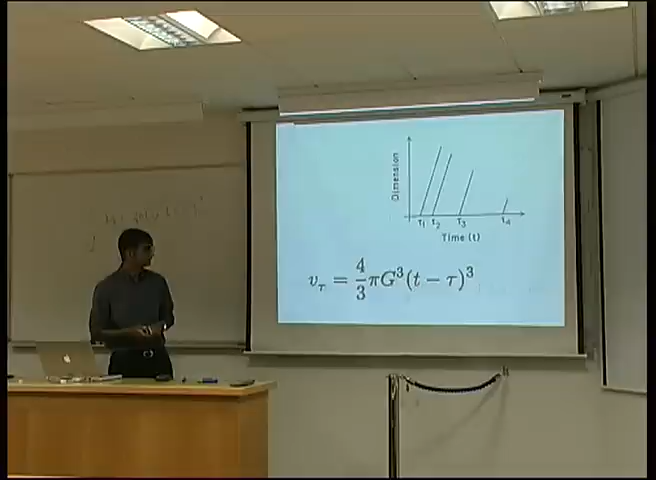 Dimension
τ₁ τ₂ τ₃ τ₄
Time (t)
v_τ = 4/3 πG³(t − τ)³